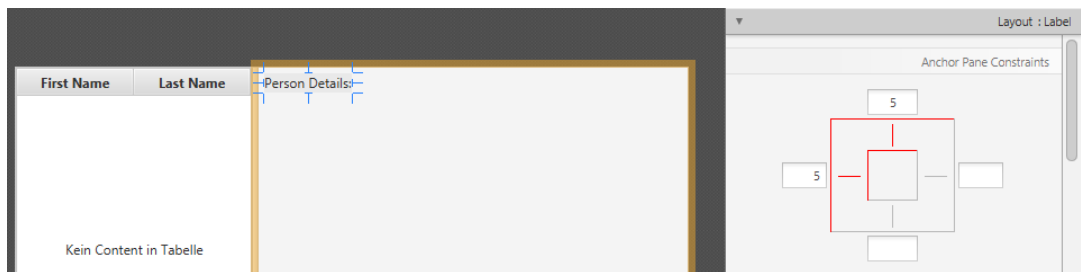 Layout : Label
Anchor Pane Constraints
First Name
Last Name
Person Details:
5
5
Kein Content in Tabelle